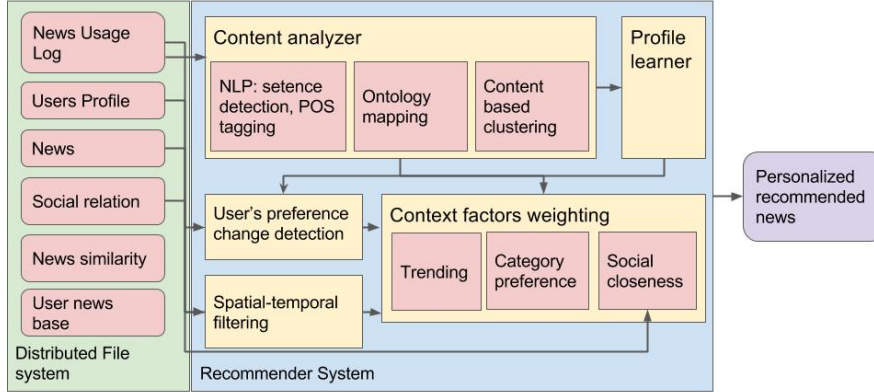 News Usage
Log
Users Profile
News
Social relation
News similarity
User news
base
Distributed File
system
Content analyzer
NLP: setence
detection, POS
tagging
Ontology
mapping
Content
based
clustering
Profile
learner
User's preference
change detection
Spatial-temporal
filtering
Context factors weighting
Trending
Category
preference
Social
closeness
Recommender System
Personalized
recommended
news